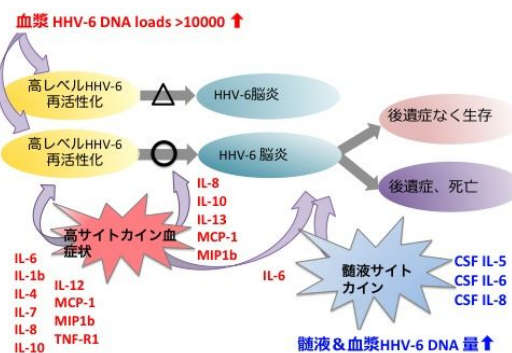 血漿 HHV-6 DNA loads >10000 ⬆
高レベルHHV-6
再活性化
HHV-6脳炎
高レベルHHV-6
再活性化
HHV-6 脳炎
後遺症なく生存
後遺症、死亡
IL-8
IL-10
IL-13
MCP-1
MIP1b
高サイトカイン血
症状
IL-6
IL-1b
IL-4
IL-7
IL-8
IL-10
IL-12
MCP-1
MIP1b
TNF-R1
IL-6
髄液サイト
カイン
CSF IL-5
CSF IL-6
CSF IL-8
髄液&血漿HHV-6 DNA 量⬆